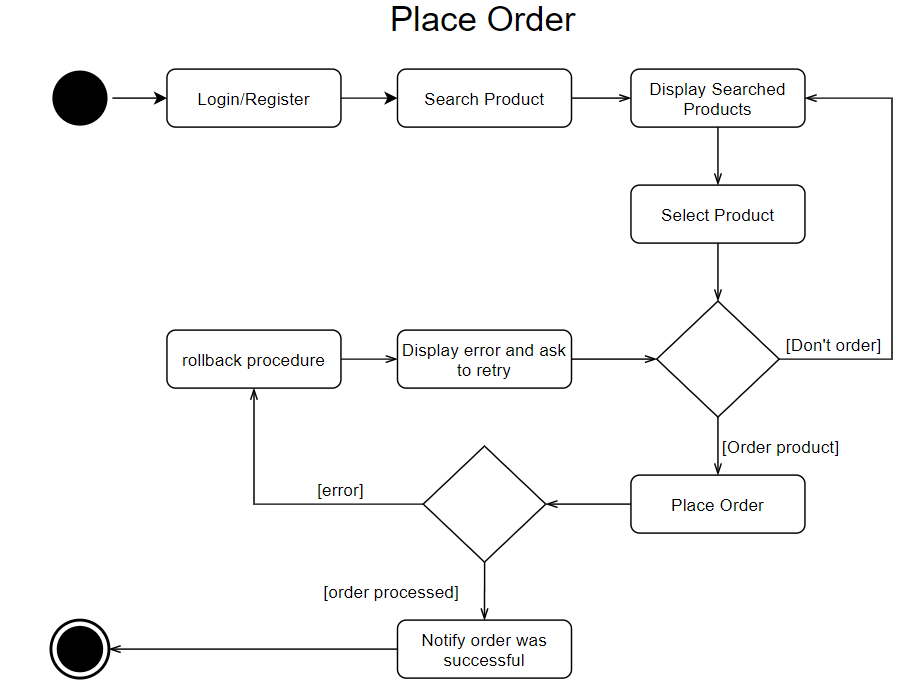 Place Order
Login/Register
Search Product
Display Searched
Products
Select Product
[Don't order]
rollback procedure
Display error and ask
to retry
[Order product]
Place Order
[error]
[order processed]
Notify order was
successful